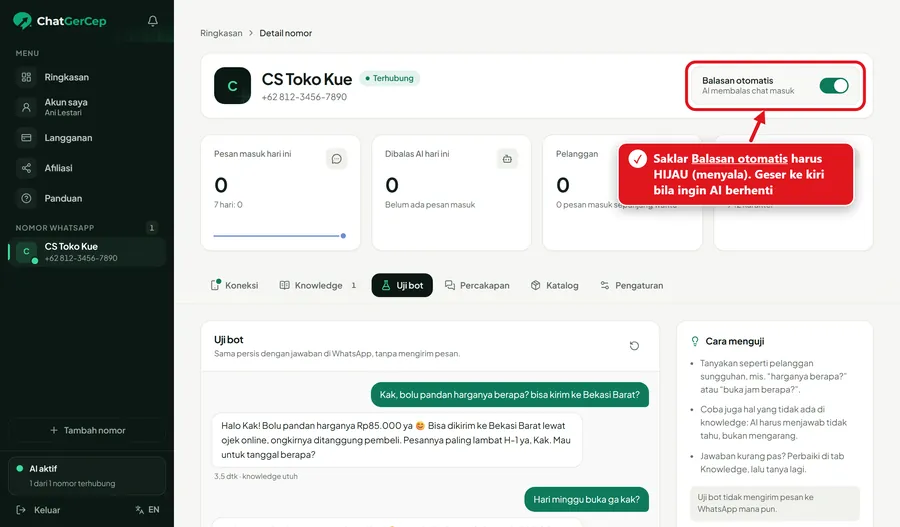 ChatGerCep
MENU
Ringkasan
Akun saya
Ani Lestari
Langganan
Afiliasi
Panduan
NOMOR WHATSAPP 1
C
CS Toko Kue
+62 812-3456-7890
+ Tambah nomor
AI aktif
1 dari 1 nomor terhubung
Keluar
EN
Ringkasan > Detail nomor
C
CS Toko Kue
Terhubung
+62 812-3456-7890
Balasan otomatis
AI membalas chat masuk
Saklar Balasan otomatis harus
HIJAU (menyala). Geser ke kiri
bila ingin AI berhenti
Pesan masuk hari ini
0
7 hari: 0
Dibalas AI hari ini
0
Belum ada pesan masuk
Pelanggan
0
0 pesan masuk
Koneksi
Knowledge 1
Uji bot
Percakapan
Katalog
Pengaturan
Uji bot
Sama persis dengan jawaban di WhatsApp, tanpa mengirim pesan.
Kak, bolu pandan harganya berapa? bisa kirim ke Bekasi Barat?
Halo Kak! Bolu pandan harganya Rp85.000 ya 😊 Bisa dikirim ke Bekasi Barat lewat
ojek online, ongkirnya ditanggung pembeli. Pesannya paling lambat H-1 ya, Kak. Mau
untuk tanggal berapa?
3,5 dtk · knowledge utuh
Hari minggu buka ga kak?
Cara menguji
• Tanyakan seperti pelanggan
sungguhan, mis. "harganya berapa?"
atau "buka jam berapa?".
• Coba juga hal yang tidak ada di
knowledge: AI harus menjawab tidak
tahu, bukan mengarang.
• Jawaban kurang pas? Perbaiki di tab
Knowledge, lalu tanya lagi.
Uji bot tidak mengirim pesan ke
WhatsApp mana pun.